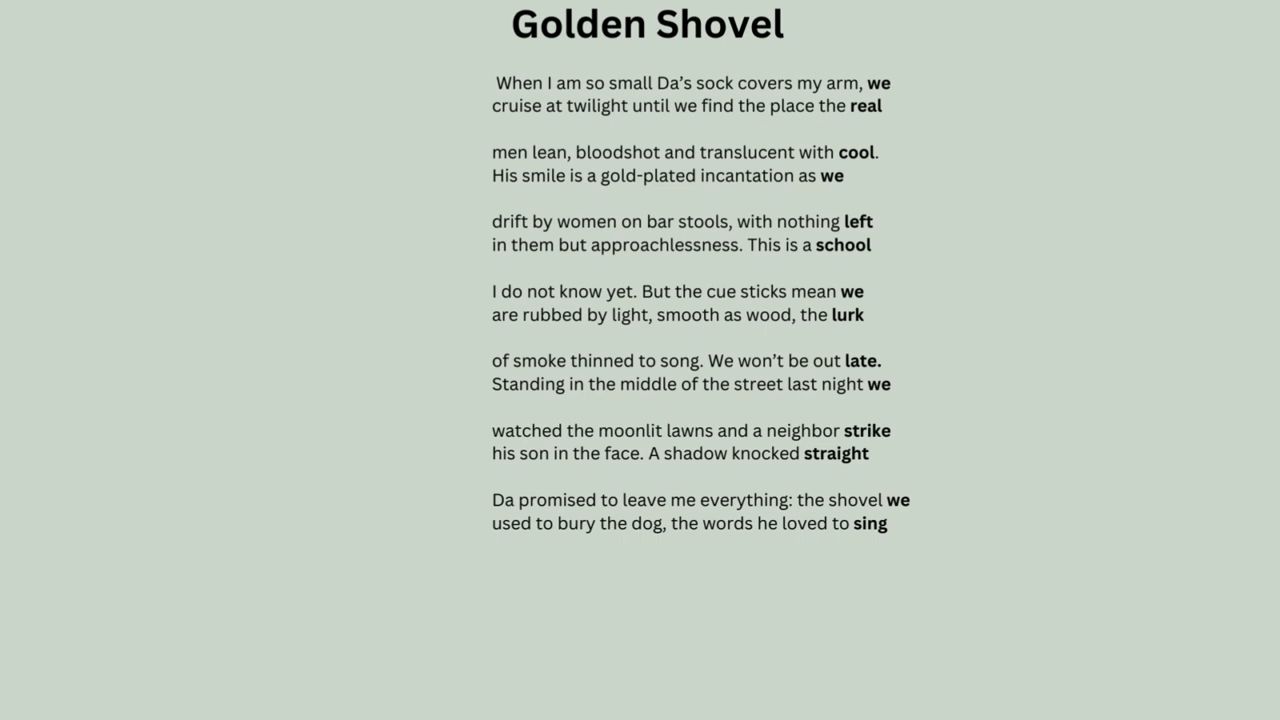 Golden Shovel
When I am so small Da’s sock covers my arm, we
cruise at twilight until we find the place the real
men lean, bloodshot and translucent with cool.
His smile is a gold-plated incantation as we
drift by women on bar stools, with nothing left
in them but approachlessness. This is a school
I do not know yet. But the cue sticks mean we
are rubbed by light, smooth as wood, the lurk
of smoke thinned to song. We won’t be out late.
Standing in the middle of the street last night we
watched the moonlit lawns and a neighbor strike
his son in the face. A shadow knocked straight
Da promised to leave me everything: the shovel we
used to bury the dog, the words he loved to sing